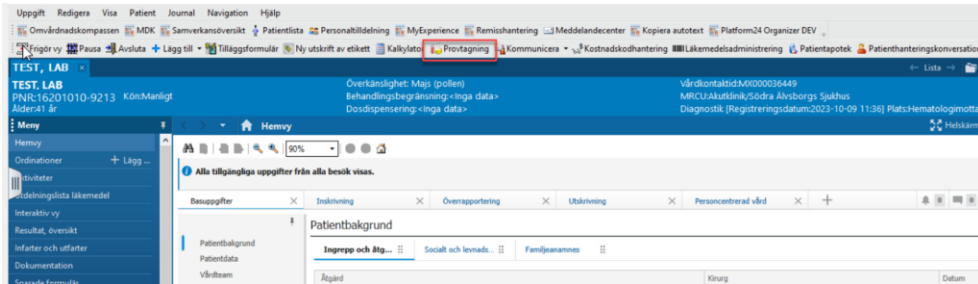 Uppgift Redigera Visa Patient Journal Navigation Hjälp
Omvårdnadskompassen MDK Samverkansöversikt Patientlista Personaltilldelning MyExperience Remisshantering Meddelandecenter Kopiera autotext Platform24 Organizer DEV
Frigör vy Pausa Avsluta Lägg till Tilläggsformulär Ny utskrift av etikett Kalkylator Provtagning Kommunicera Kostnadskodhantering Läkemedelsadministrering Patientapotek Patienthanteringskonversation
TEST, LAB × ← Lista →
TEST, LAB Överkänslighet: Majs (pollen) Vårdkontaktid:MX000036449
PNR:16201010-9213 Kön:Manligt Behandlingsbegränsning:<Inga data> MRCU:Akutklinik/Södra Älvsborgs Sjukhus
Ålder:41 år Dosdispensering:<Inga data> Diagnostik [Registreringsdatum:2023-10-09 11:36] Plats:Hematologimotta
Meny Hemvy Helskärm
Hemvy
90%
Ordinationer + Lägg ...
Alla tillgängliga uppgifter från alla besök visas.
Utdelningslista läkemedel
Basuppgifter × Inskrivning × Överrapportering × Utskrivning × Personcentrerad vård × +
Interaktiv vy
Resultat, översikt
Patientbakgrund
Infarter och utfarter
Patientbakgrund
Ingrepp och åtg... Socialt och levnads... Familjeanamnes
Dokumentation
Patientdata
Sparade formulär
Vårdteam
Åtgärd Kirurg Datum